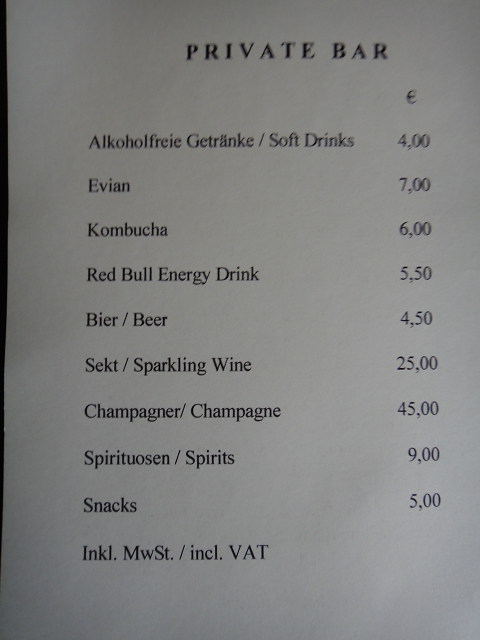 PRIVATE BAR
€
Alkoholfreie Getränke / Soft Drinks 4,00
Evian 7,00
Kombucha 6,00
Red Bull Energy Drink 5,50
Bier / Beer 4,50
Sekt / Sparkling Wine 25,00
Champagner/ Champagne 45,00
Spirituosen / Spirits 9,00
Snacks 5,00
Inkl. MwSt. / incl. VAT